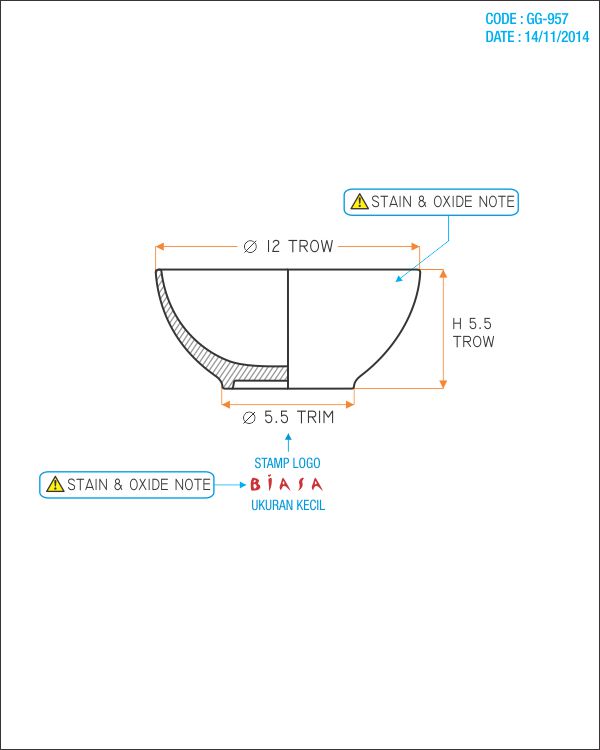 CODE : GG-957
DATE : 14/11/2014
STAIN & OXIDE NOTE
∅ 12 TROW
H 5.5
TROW
∅ 5.5 TRIM
STAMP LOGO
STAIN & OXIDE NOTE
BIASA
UKURAN KECIL